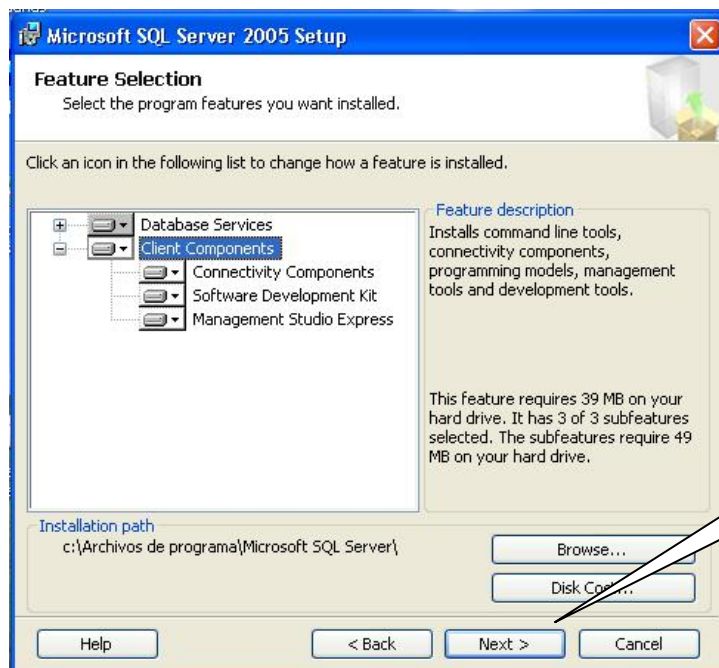 Microsoft SQL Server 2005 Setup
Feature Selection
Select the program features you want installed.
Click an icon in the following list to change how a feature is installed.
Database Services
Client Components
Connectivity Components
Software Development Kit
Management Studio Express
Feature description
Installs command line tools,
connectivity components,
programming models, management
tools and development tools.
This feature requires 39 MB on your
hard drive. It has 3 of 3 subfeatures
selected. The subfeatures require 49
MB on your hard drive.
Installation path
c:\Archivos de programa\Microsoft SQL Server\
Browse...
Disk Cost...
Help
< Back
Next >
Cancel